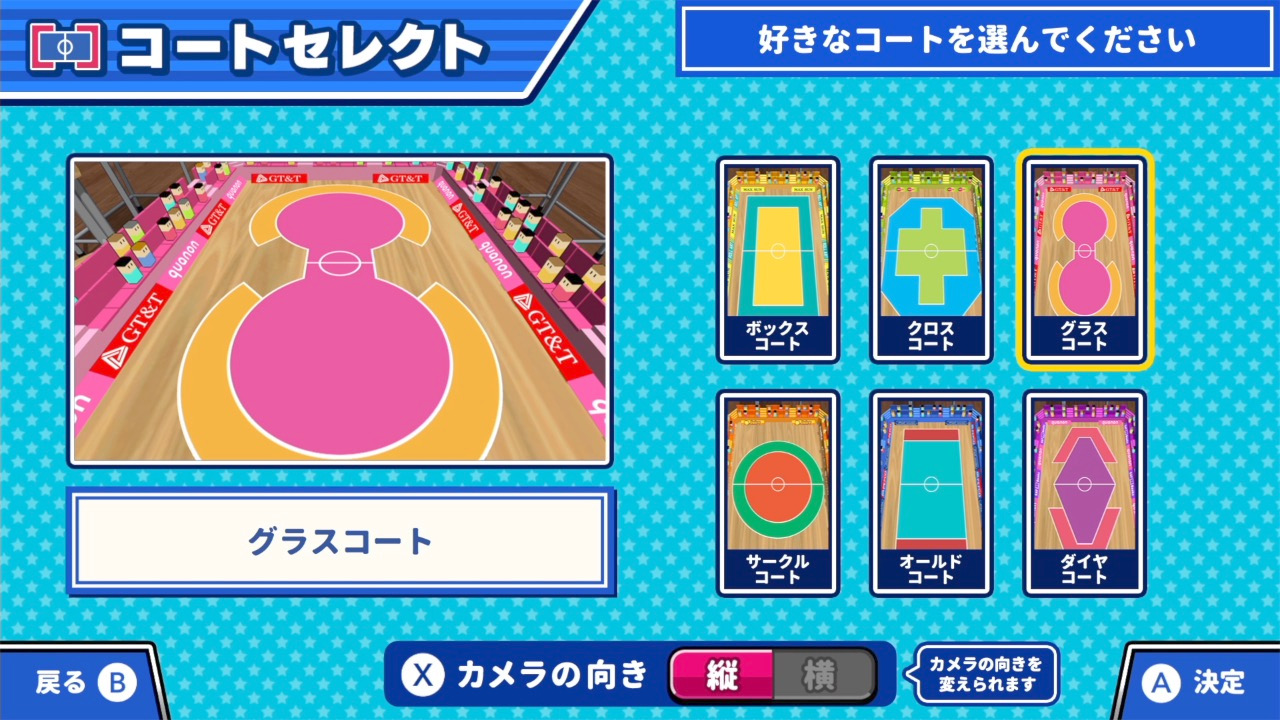 コートセレクト
好きなコートを選んでください
GT&T
GT&T
GT&T
GT&T
quanon
quanon
GT&T
GT&T
グラスコート
ボックス
コート
クロス
コート
グラス
コート
サークル
コート
オールド
コート
ダイヤ
コート
戻る B
X カメラの向き 縦 横
カメラの向きを
変えられます
A 決定